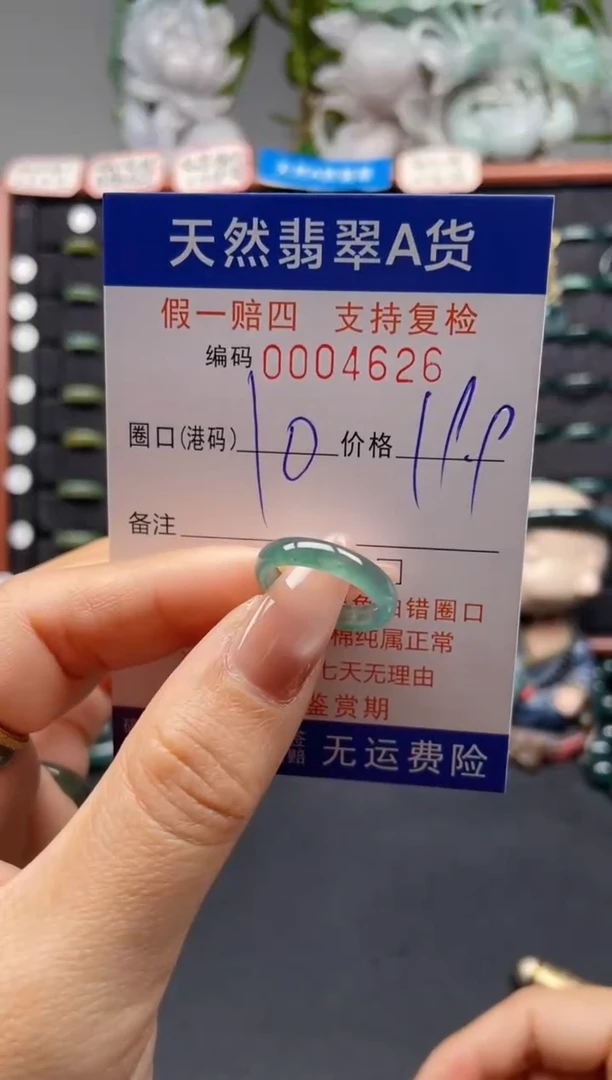 天然翡翠A货
假一赔四 支持复检
编码 0004626
圈口(港码) 10 价格
备注
错圈口
棉纯属正常
七天无理由
鉴赏期
无运费险